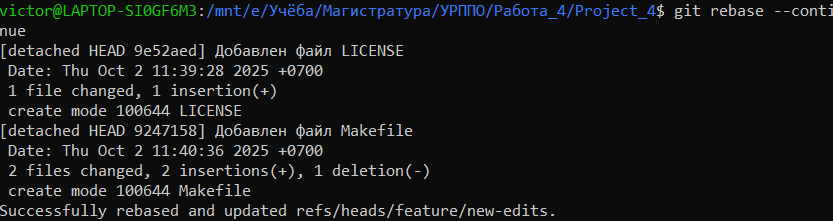 victor@LAPTOP-SI0GF6M3:/mnt/e/Учёба/Магистратура/УРППО/Работа_4/Project_4$ git rebase --conti
nue
[detached HEAD 9e52aed] Добавлен файл LICENSE
 Date: Thu Oct 2 11:39:28 2025 +0700
 1 file changed, 1 insertion(+)
 create mode 100644 LICENSE
[detached HEAD 9247158] Добавлен файл Makefile
 Date: Thu Oct 2 11:40:36 2025 +0700
 2 files changed, 2 insertions(+), 1 deletion(-)
 create mode 100644 Makefile
Successfully rebased and updated refs/heads/feature/new-edits.